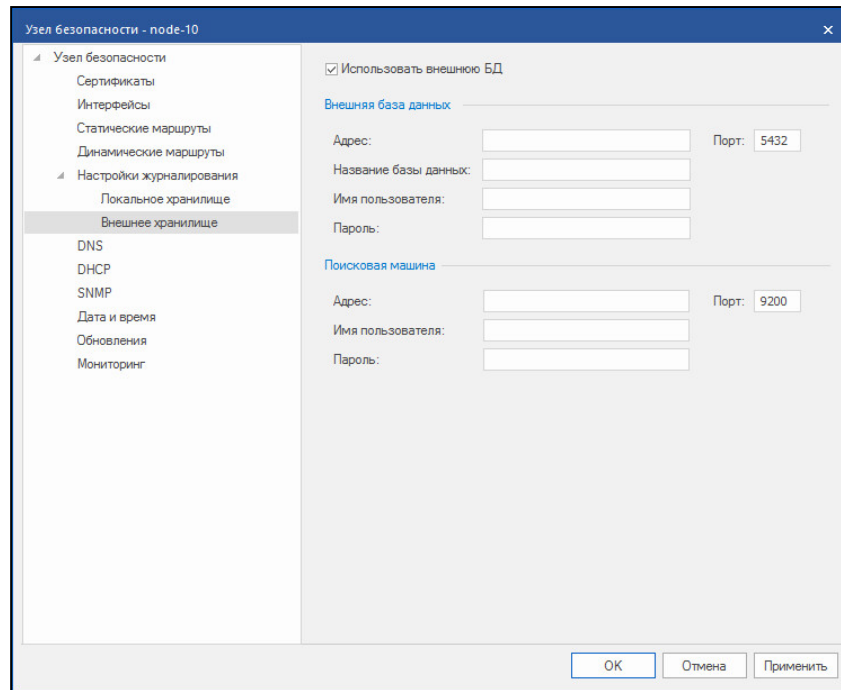 Узел безопасности - node-10
Узел безопасности
Сертификаты
Интерфейсы
Статические маршруты
Динамические маршруты
Настройки журналирования
Локальное хранилище
Внешнее хранилище
DNS
DHCP
SNMP
Дата и время
Обновления
Мониторинг
Использовать внешнюю БД
Внешняя база данных
Адрес: Порт: 5432
Название базы данных:
Имя пользователя:
Пароль:
Поисковая машина
Адрес: Порт: 9200
Имя пользователя:
Пароль:
OK Отмена Применить